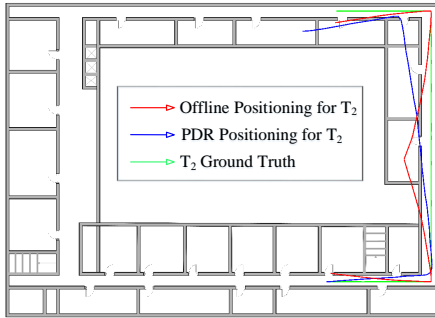 Offline Positioning for T₂
PDR Positioning for T₂
T₂ Ground Truth